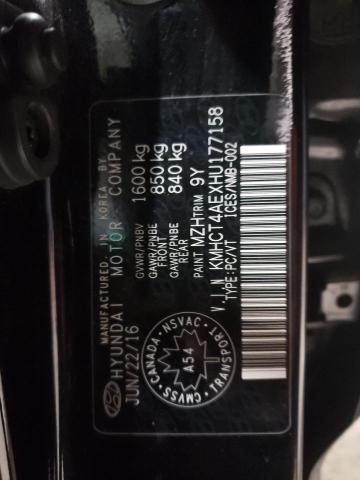 MANUFACTURED IN KOREA BY
HYUNDAI MOTOR COMPANY
JUN/22/16
GVWR/PNBV 1600 kg
GAWR/PNBE FRONT 850 kg
GAWR/PNBE REAR 840 kg
PAINT MZH TRIM 9Y
V.I.N KMHCT4AEXHU177158
TYPE:PC/VT 1CES/NMB-002
CANADA · NSVAC · TRANSPORT · CMVSS
A54